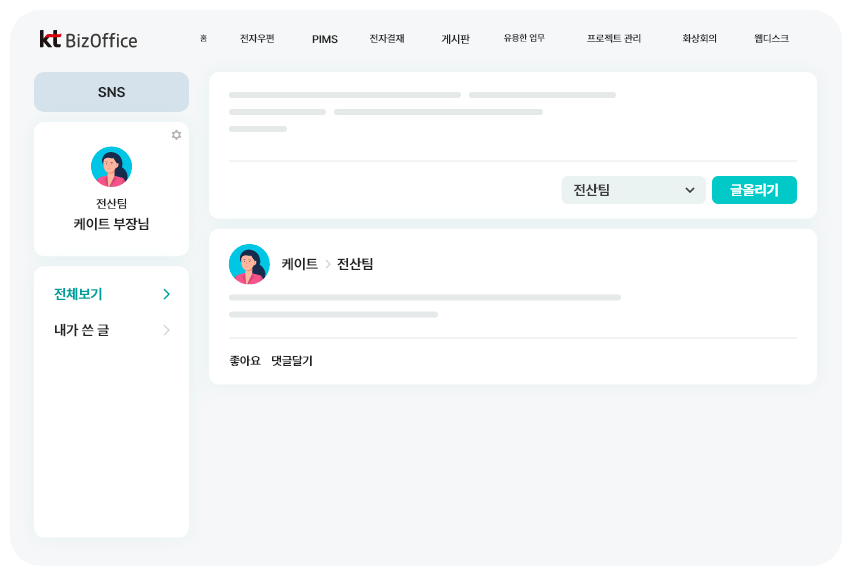 kt BizOffice
홈 전자우편 PIMS 전자결재 게시판 유용한 업무 프로젝트 관리 화상회의 웹디스크
SNS
전산팀
케이트 부장님
전체보기
내가 쓴 글
전산팀 글올리기
케이트 > 전산팀
좋아요 댓글달기